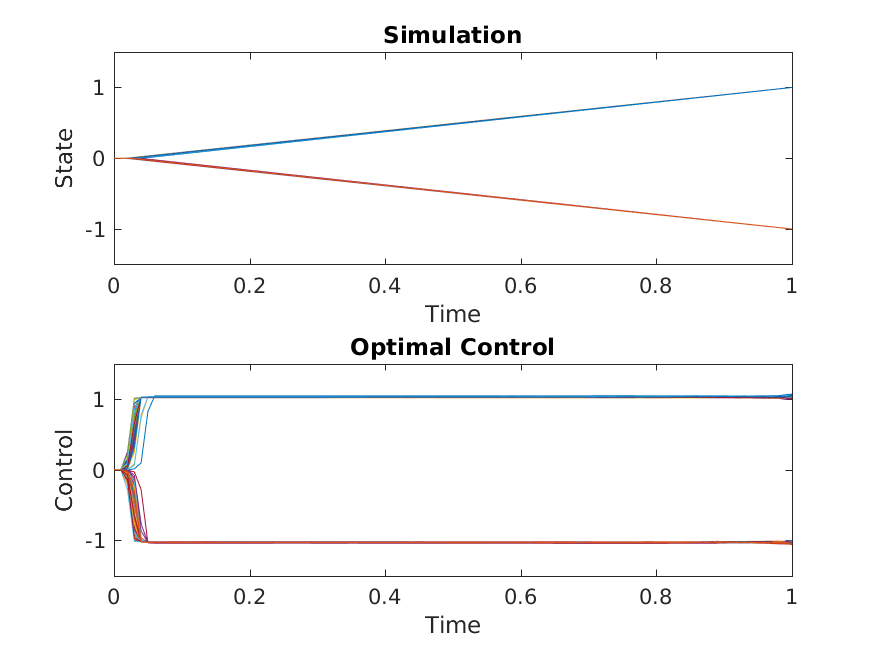 Simulation
1
0
-1
State
0 0.2 0.4 0.6 0.8 1
Time
Optimal Control
1
0
-1
Control
0 0.2 0.4 0.6 0.8 1
Time